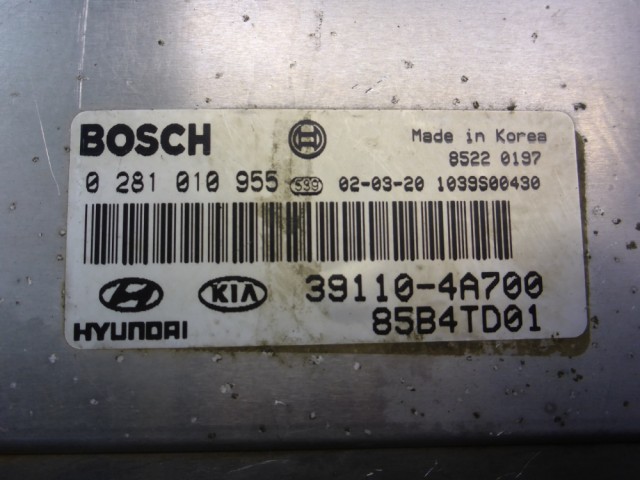 BOSCH
Made in Korea
8522 0197
0 281 010 955 S99 02-03-20 1039S00430
KIA 39110-4A700
HYUNDAI 85B4TD01